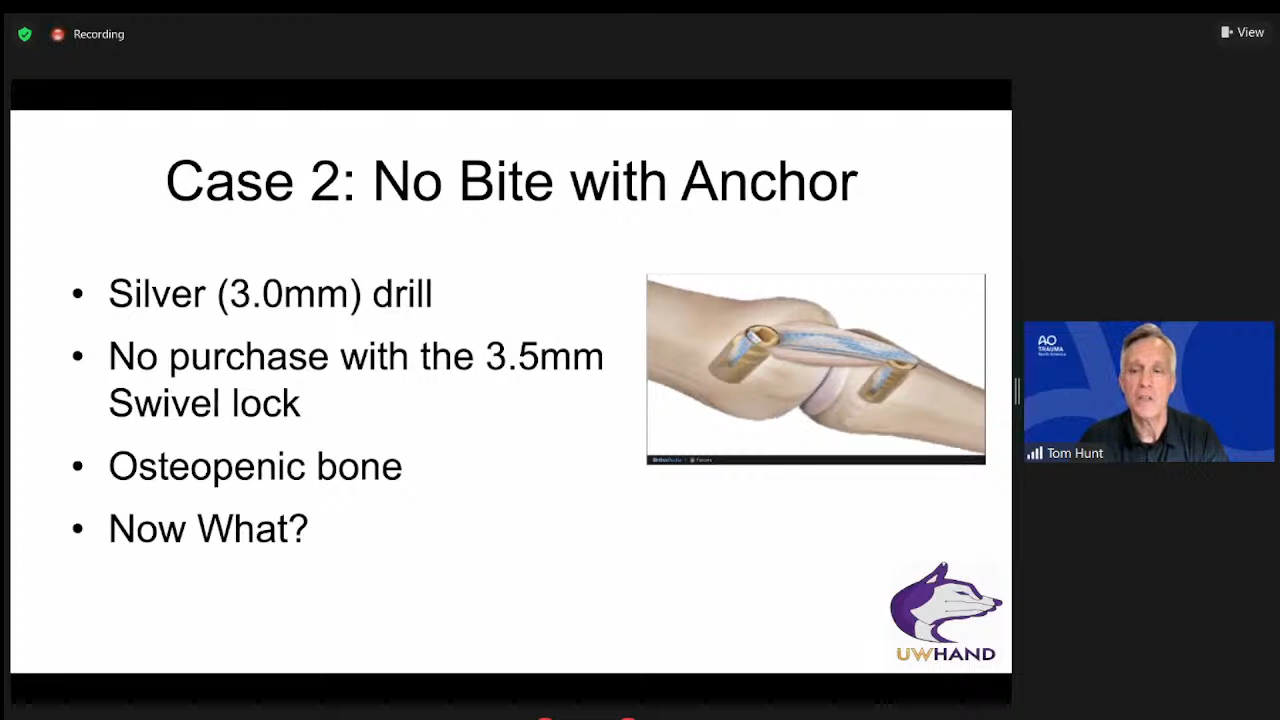 Recording
View
Case 2: No Bite with Anchor
• Silver (3.0mm) drill
• No purchase with the 3.5mm
Swivel lock
• Osteopenic bone
• Now What?
UWHAND
AO
TRAUMA
North America
Tom Hunt